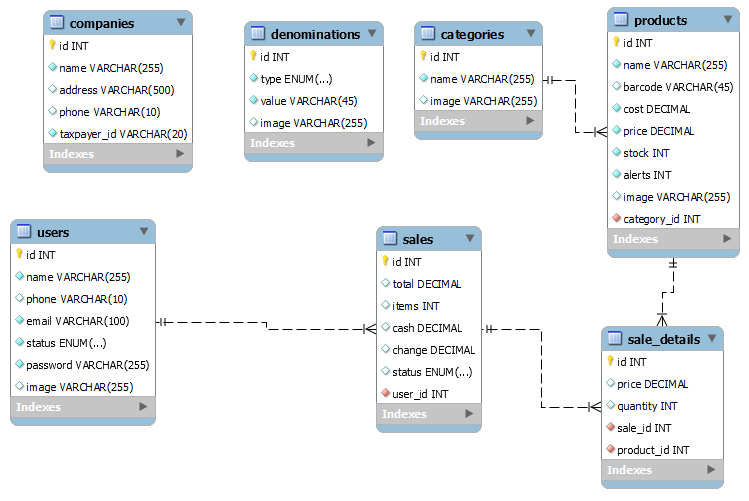 companies
id INT
name VARCHAR(255)
address VARCHAR(500)
phone VARCHAR(10)
taxpayer_id VARCHAR(20)
Indexes
denominations
id INT
type ENUM(...)
value VARCHAR(45)
image VARCHAR(255)
Indexes
categories
id INT
name VARCHAR(255)
image VARCHAR(255)
Indexes
products
id INT
name VARCHAR(255)
barcode VARCHAR(45)
cost DECIMAL
price DECIMAL
stock INT
alerts INT
image VARCHAR(255)
category_id INT
Indexes
users
id INT
name VARCHAR(255)
phone VARCHAR(10)
email VARCHAR(100)
status ENUM(...)
password VARCHAR(255)
image VARCHAR(255)
Indexes
sales
id INT
total DECIMAL
items INT
cash DECIMAL
change DECIMAL
status ENUM(...)
user_id INT
Indexes
sale_details
id INT
price DECIMAL
quantity INT
sale_id INT
product_id INT
Indexes